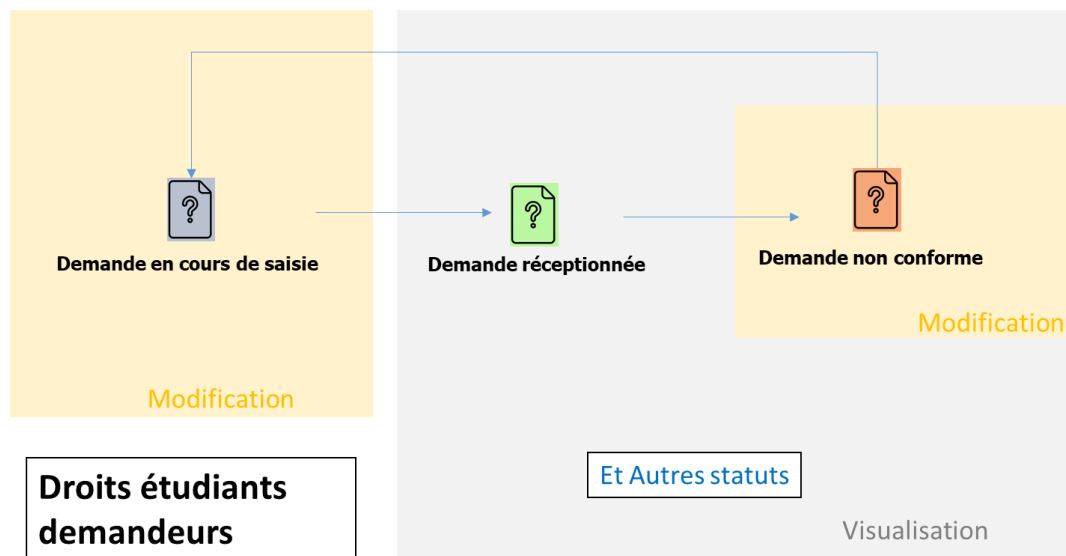 Demande en cours de saisie
Demande réceptionnée
Demande non conforme
Modification
Modification
Droits étudiants
demandeurs
Et Autres statuts
Visualisation